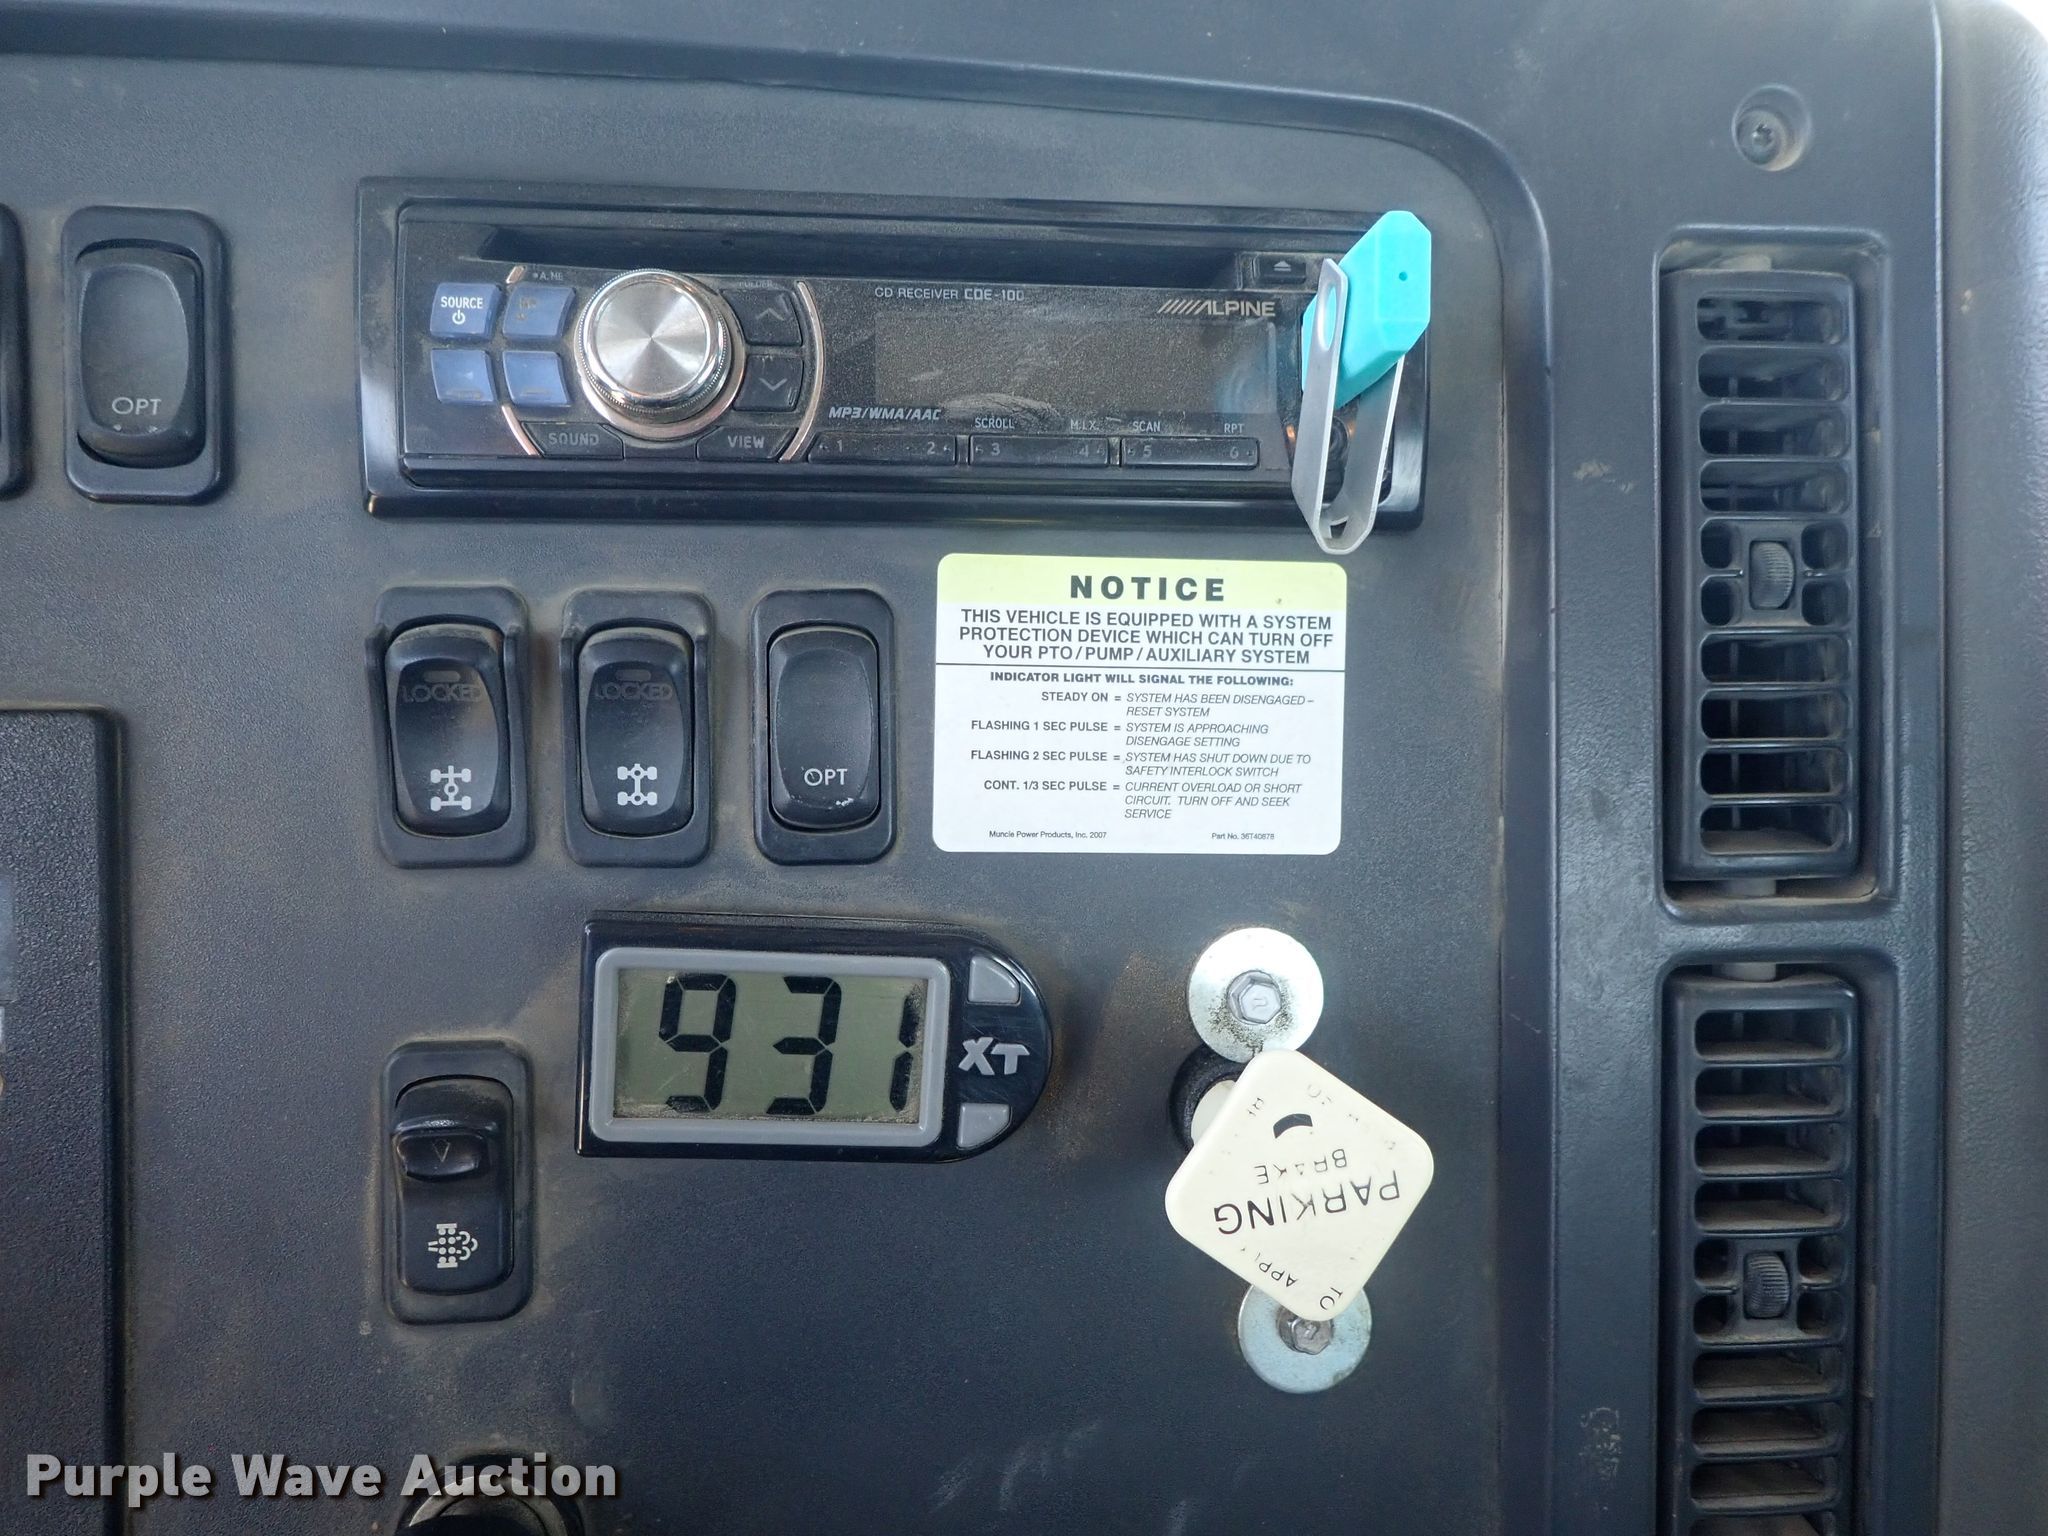 OPT
SOURCE
SOUND
VIEW
FOLDER
CD RECEIVER CDE-100
ALPINE
MP3/WMA/AAC
SCROLL
M.I.X.
SCAN
RPT
1
2
3
4
5
6
LOCKED
LOCKED
OPT
NOTICE
THIS VEHICLE IS EQUIPPED WITH A SYSTEM
PROTECTION DEVICE WHICH CAN TURN OFF
YOUR PTO / PUMP / AUXILIARY SYSTEM
INDICATOR LIGHT WILL SIGNAL THE FOLLOWING:
STEADY ON = SYSTEM HAS BEEN DISENGAGED –
RESET SYSTEM
FLASHING 1 SEC PULSE = SYSTEM IS APPROACHING
DISENGAGE SETTING
FLASHING 2 SEC PULSE = SYSTEM HAS SHUT DOWN DUE TO
SAFETY INTERLOCK SWITCH
CONT. 1/3 SEC PULSE = CURRENT OVERLOAD OR SHORT
CIRCUIT. TURN OFF AND SEEK
SERVICE
Muncie Power Products, Inc. 2007 Part No. 36T40878
931
XT
TO
PARKING
BRAKE
Purple Wave Auction